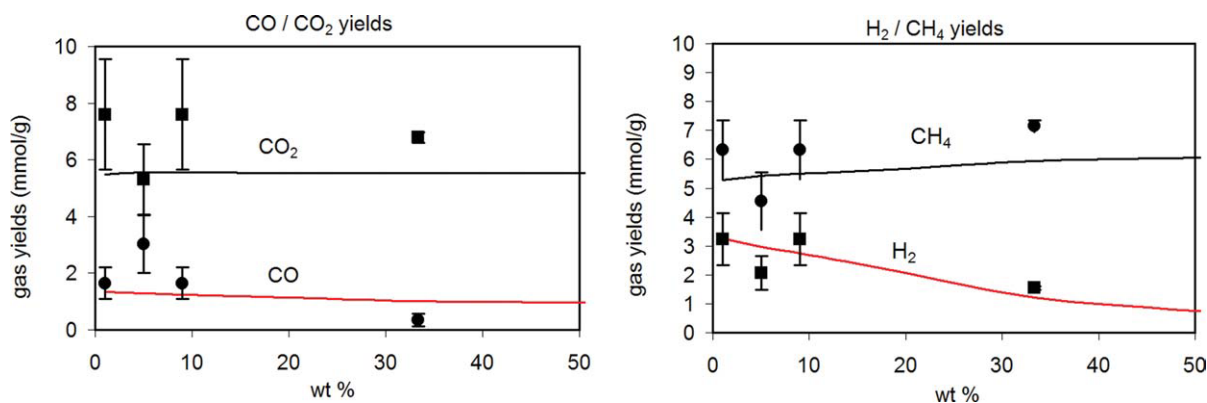 CO / CO₂ yields
gas yields (mmol/g)
10
8
6
4
2
0
CO₂
CO
0 10 20 30 40 50
wt %
H₂ / CH₄ yields
gas yields (mmol/g)
10
9
8
7
6
5
4
3
2
1
0
CH₄
H₂
0 10 20 30 40 50
wt %